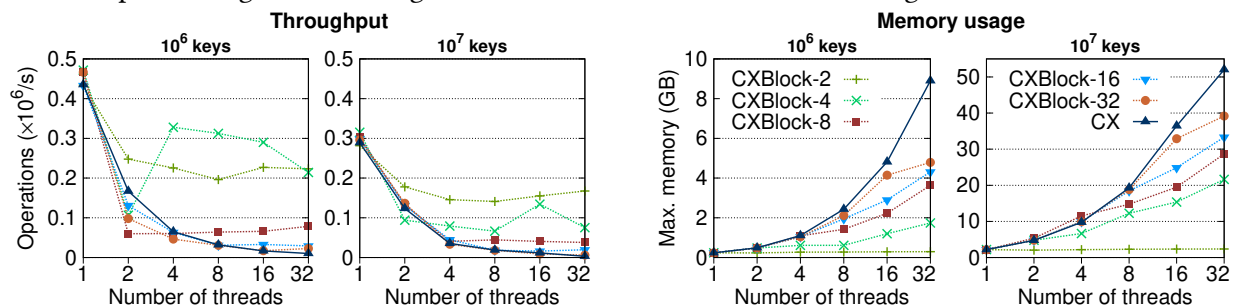 Throughput
Memory usage
10^6 keys
10^7 keys
10^6 keys
10^7 keys
Operations (×10^6/s)
0.5
0.4
0.3
0.2
0.1
0
1 2 4 8 16 32
Number of threads
0.5
0.4
0.3
0.2
0.1
0
1 2 4 8 16 32
Number of threads
Max. memory (GB)
10
8
6
4
2
0
CXBlock-2
CXBlock-4
CXBlock-8
1 2 4 8 16 32
Number of threads
50
40
30
20
10
0
CXBlock-16
CXBlock-32
CX
1 2 4 8 16 32
Number of threads